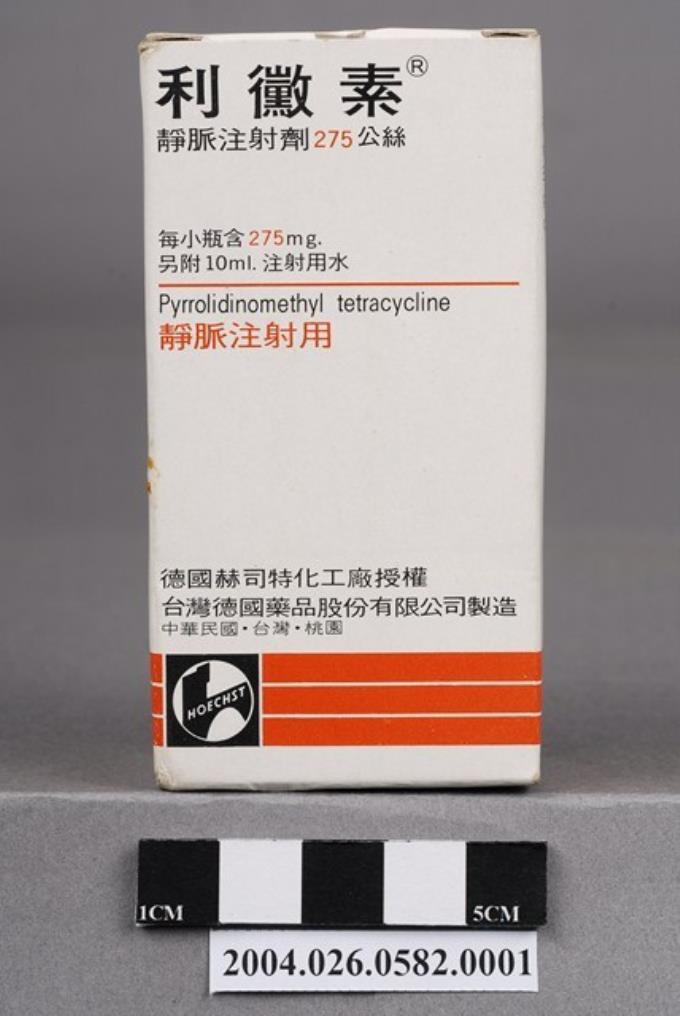 利黴素®
靜脈注射劑275公絲
每小瓶含275mg.
另附10ml.注射用水
Pyrrolidinomethyl tetracycline
靜脈注射用
德國赫司特化工廠授權
台灣德國藥品股份有限公司製造
中華民國·台灣·桃園
HOECHST
1CM 5CM
2004.026.0582.0001